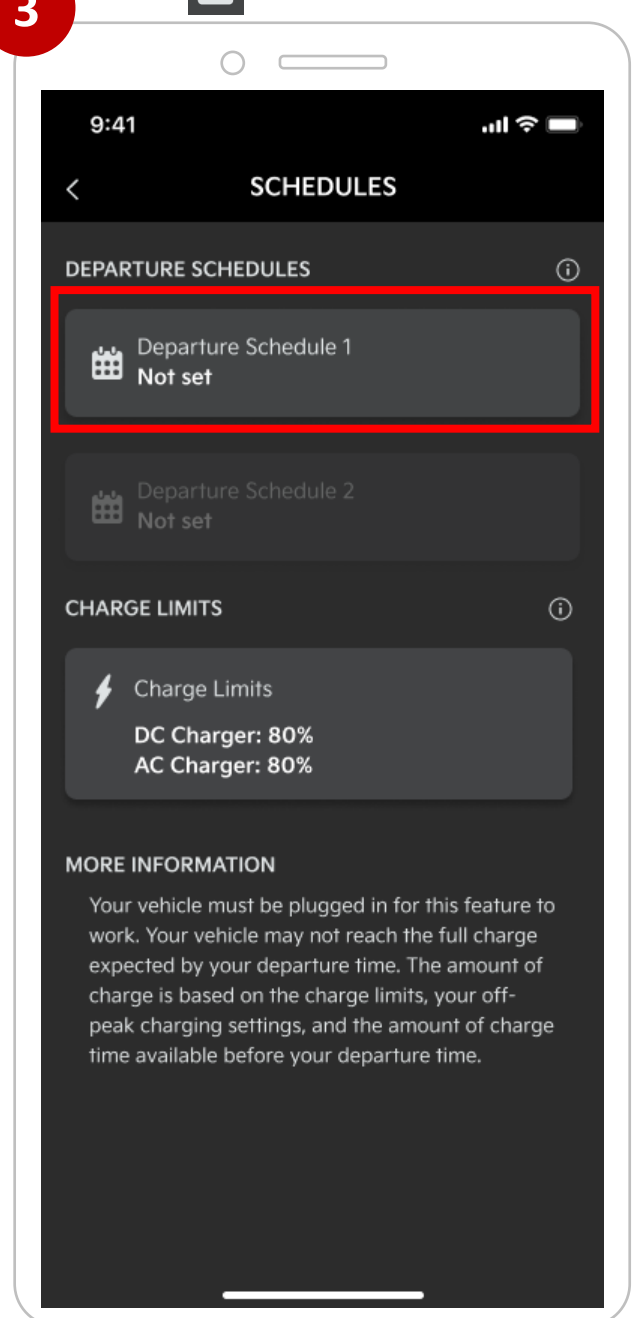 3
9:41
SCHEDULES
DEPARTURE SCHEDULES
Departure Schedule 1
Not set
Departure Schedule 2
Not set
CHARGE LIMITS
Charge Limits
DC Charger: 80%
AC Charger: 80%
MORE INFORMATION
Your vehicle must be plugged in for this feature to
work. Your vehicle may not reach the full charge
expected by your departure time. The amount of
charge is based on the charge limits, your off-
peak charging settings, and the amount of charge
time available before your departure time.